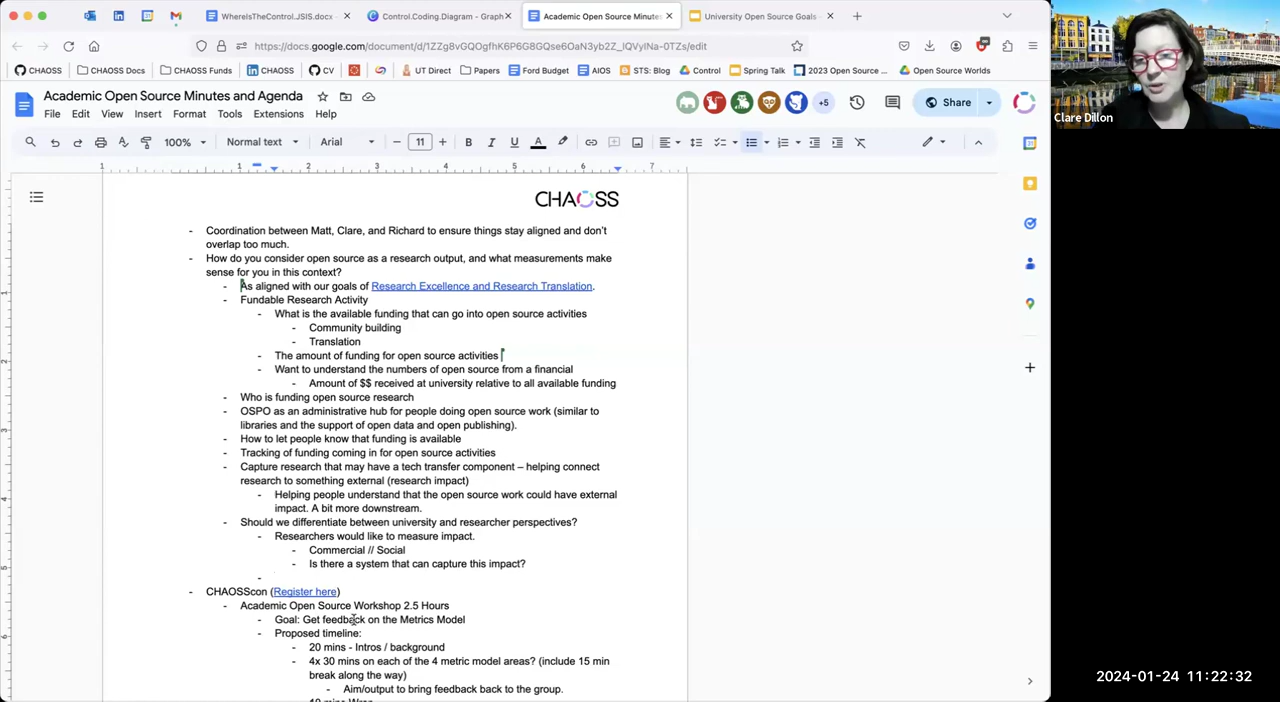 WhereIsTheControl.JSIS.docx -
Control.Coding.Diagram - Graph
Academic Open Source Minutes
University Open Source Goals -
Clare Dillon
CHAOSS
CHAOSS Docs
CHAOSS Funds
CHAOSS
CV
UT Direct
Papers
Ford Budget
AIOS
STS: Blog
Control
Spring Talk
2023 Open Source ...
Open Source Worlds
Academic Open Source Minutes and Agenda
File Edit View Insert Format Tools Extensions Help
+5
Share
100%
Normal text
Arial
11
B I U A
1 1 2 3 4 5 6 7
CHAOSS
- Coordination between Matt, Clare, and Richard to ensure things stay aligned and don't
overlap too much.
- How do you consider open source as a research output, and what measurements make
sense for you in this context?
- As aligned with our goals of Research Excellence and Research Translation.
- Fundable Research Activity
- What is the available funding that can go into open source activities
- Community building
- Translation
- The amount of funding for open source activities
- Want to understand the numbers of open source from a financial
- Amount of $$ received at university relative to all available funding
- Who is funding open source research
- OSPO as an administrative hub for people doing open source work (similar to
libraries and the support of open data and open publishing).
- How to let people know that funding is available
- Tracking of funding coming in for open source activities
- Capture research that may have a tech transfer component – helping connect
research to something external (research impact)
- Helping people understand that the open source work could have external
impact. A bit more downstream.
- Should we differentiate between university and researcher perspectives?
- Researchers would like to measure impact.
- Commercial // Social
- Is there a system that can capture this impact?
-
- CHAOSScon (Register here)
- Academic Open Source Workshop 2.5 Hours
- Goal: Get feedback on the Metrics Model
- Proposed timeline:
- 20 mins - Intros / background
- 4x 30 mins on each of the 4 metric model areas? (include 15 min
break along the way)
- Aim/output to bring feedback back to the group.
2024-01-24 11:22:32